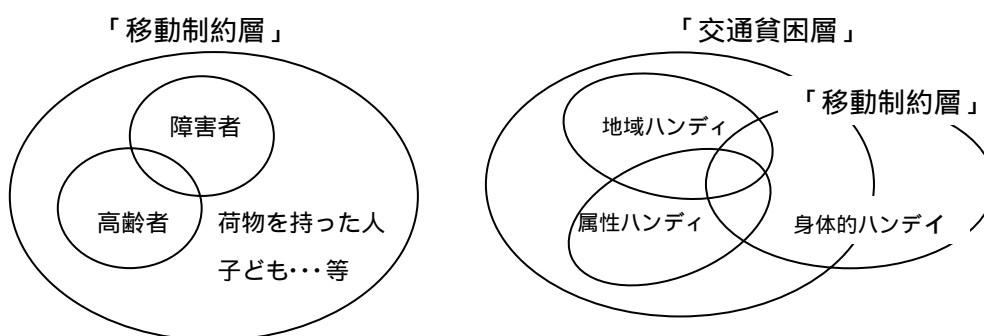 「移動制約層」
障害者
高齢者
荷物を持った人
子ども・・・等
「交通貧困層」
「移動制約層」
地域ハンディ
属性ハンディ
身体的ハンデイ